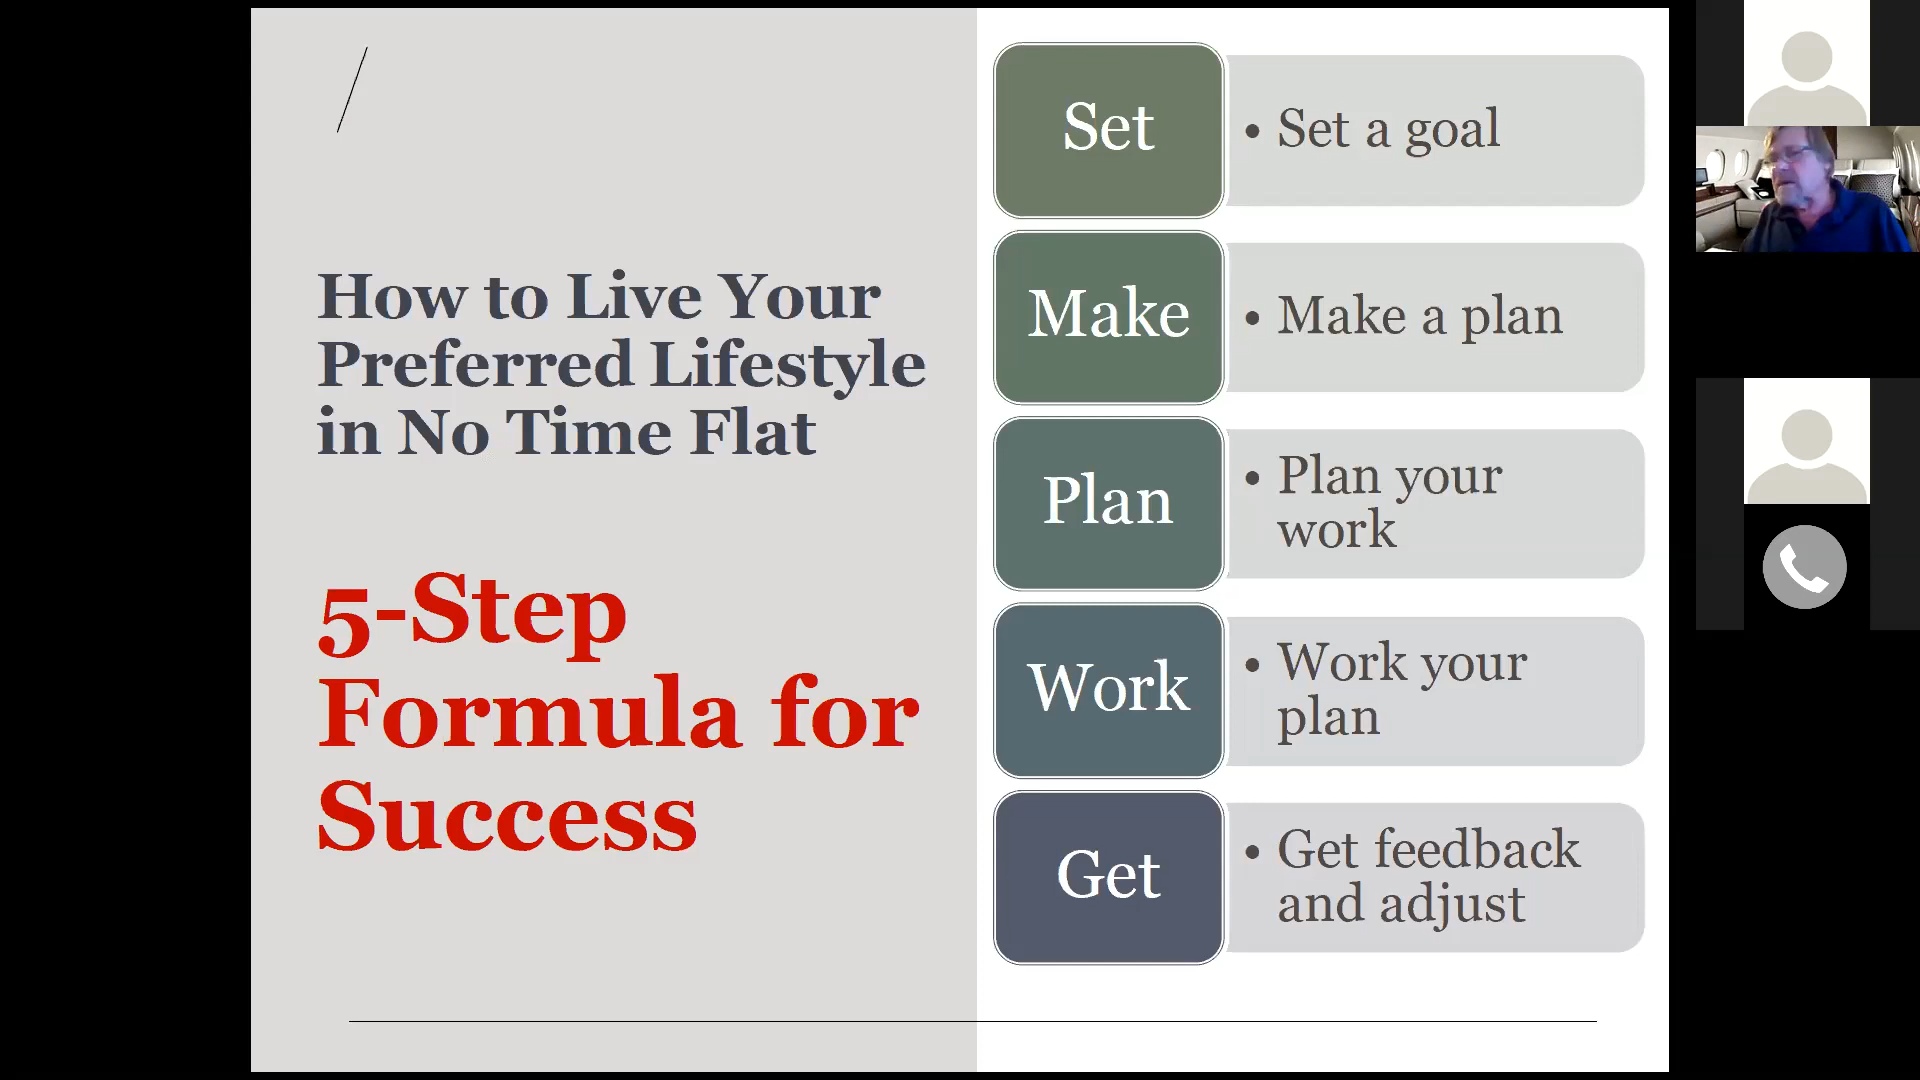 How to Live Your
Preferred Lifestyle
in No Time Flat
5-Step
Formula for
Success
Set
• Set a goal
Make
• Make a plan
Plan
• Plan your
work
Work
• Work your
plan
Get
• Get feedback
and adjust